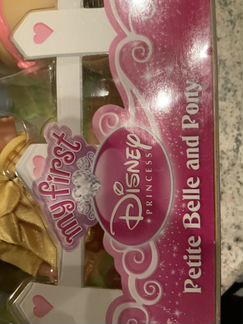 my first
Disney
PRINCESS
Petite Belle and Pony